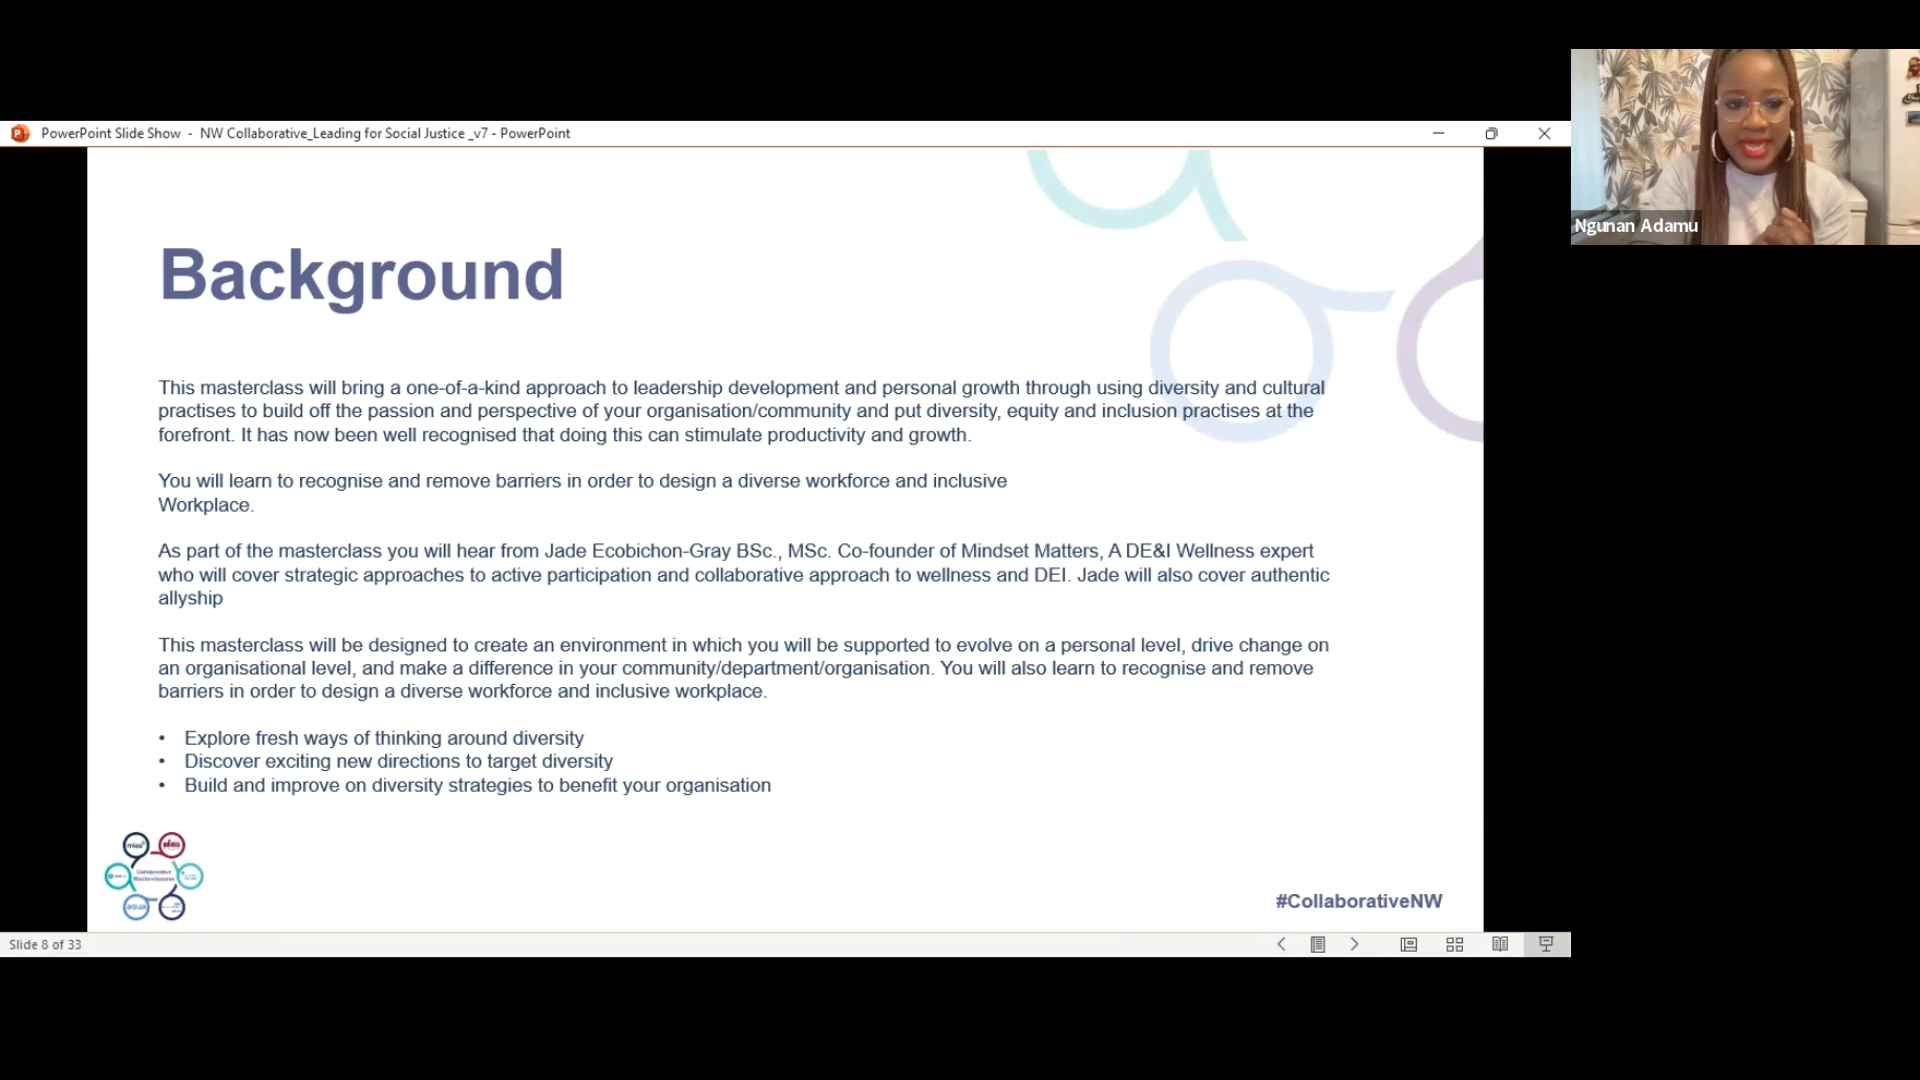 PowerPoint Slide Show - NW Collaborative_Leading for Social Justice _v7 - PowerPoint
Ngunan Adamu
Background
This masterclass will bring a one-of-a-kind approach to leadership development and personal growth through using diversity and cultural
practises to build off the passion and perspective of your organisation/community and put diversity, equity and inclusion practises at the
forefront. It has now been well recognised that doing this can stimulate productivity and growth.
You will learn to recognise and remove barriers in order to design a diverse workforce and inclusive
Workplace.
As part of the masterclass you will hear from Jade Ecobichon-Gray BSc., MSc. Co-founder of Mindset Matters, A DE&I Wellness expert
who will cover strategic approaches to active participation and collaborative approach to wellness and DEI. Jade will also cover authentic
allyship
This masterclass will be designed to create an environment in which you will be supported to evolve on a personal level, drive change on
an organisational level, and make a difference in your community/department/organisation. You will also learn to recognise and remove
barriers in order to design a diverse workforce and inclusive workplace.
• Explore fresh ways of thinking around diversity
• Discover exciting new directions to target diversity
• Build and improve on diversity strategies to benefit your organisation
Collaborative
Masterclasses
aqua
#CollaborativeNW
Slide 8 of 33